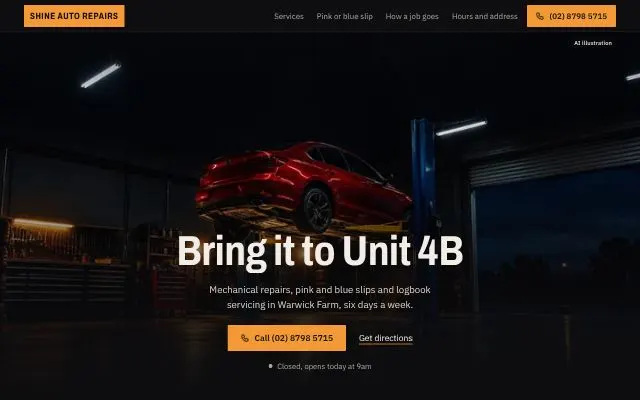 SHINE AUTO REPAIRS
Services
Pink or blue slip
How a job goes
Hours and address
(02) 8798 5715
AI illustration
Bring it to Unit 4B
Mechanical repairs, pink and blue slips and logbook
servicing in Warwick Farm, six days a week.
Call (02) 8798 5715
Get directions
Closed, opens today at 9am